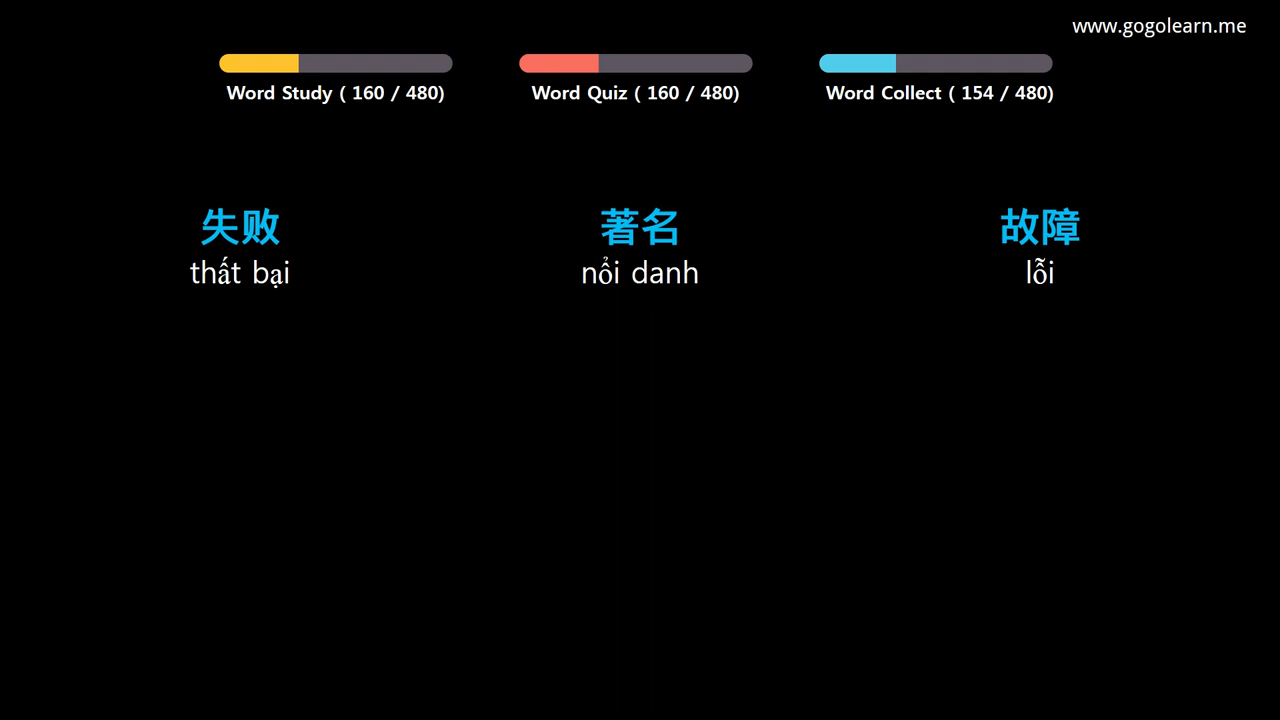 www.gogolearn.me
Word Study ( 160 / 480)
Word Quiz ( 160 / 480)
Word Collect ( 154 / 480)
失败
thất bại
著名
nổi danh
故障
lỗi